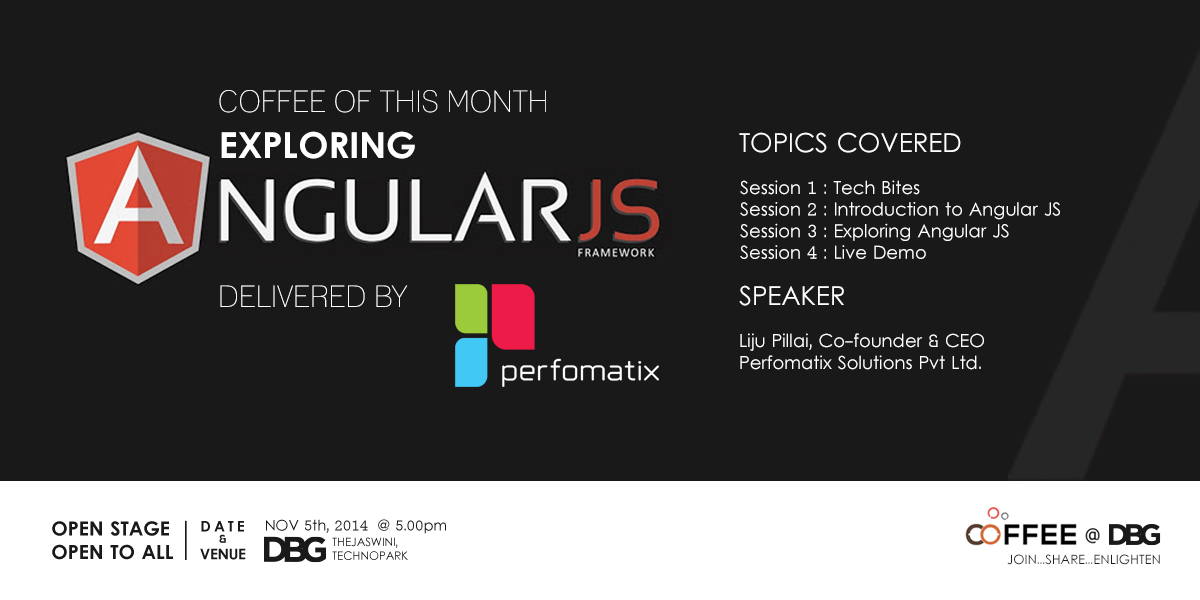 COFFEE OF THIS MONTH
EXPLORING
ANGULARJS
FRAMEWORK
DELIVERED BY
perfomatix
TOPICS COVERED
Session 1 : Tech Bites
Session 2 : Introduction to Angular JS
Session 3 : Exploring Angular JS
Session 4 : Live Demo
SPEAKER
Liju Pillai, Co-founder & CEO
Perfomatix Solutions Pvt Ltd.
OPEN STAGE
OPEN TO ALL
DATE
&
VENUE
NOV 5th, 2014 @ 5.00pm
DBG
THEJASWINI,
TECHNOPARK
COFFEE @ DBG
JOIN...SHARE...ENLIGHTEN